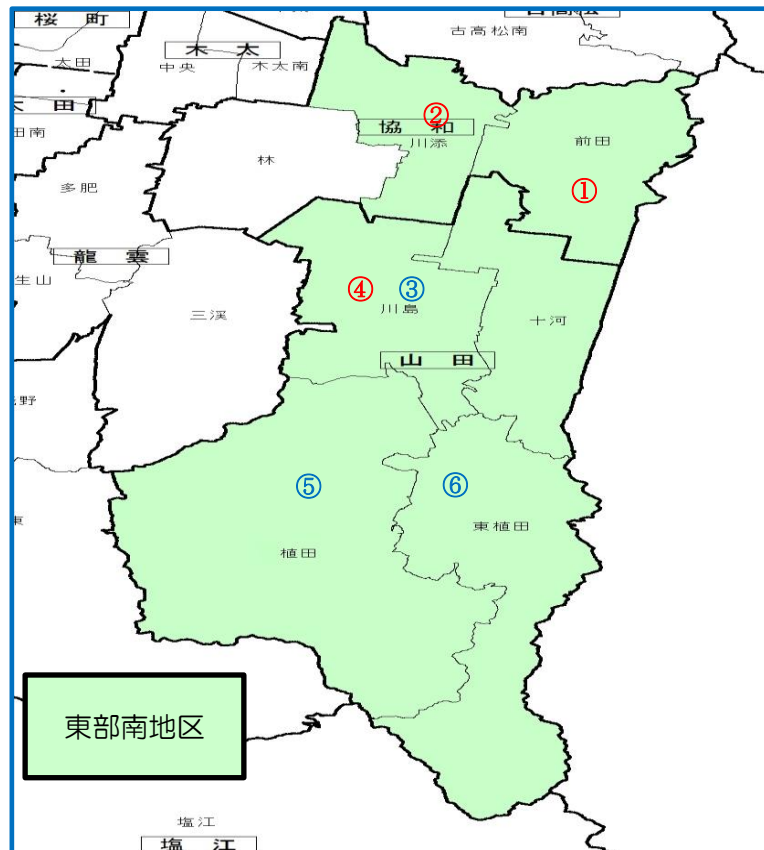 桜 町
古高松南
木 太
太田
中央
木太南
田南
②
協 和
川添
前田
林
多肥
①
龍 雲
生山
④
③
三溪
川島
十河
山 田
野
⑤
⑥
東植田
植田
東部南地区
塩江
塩 江